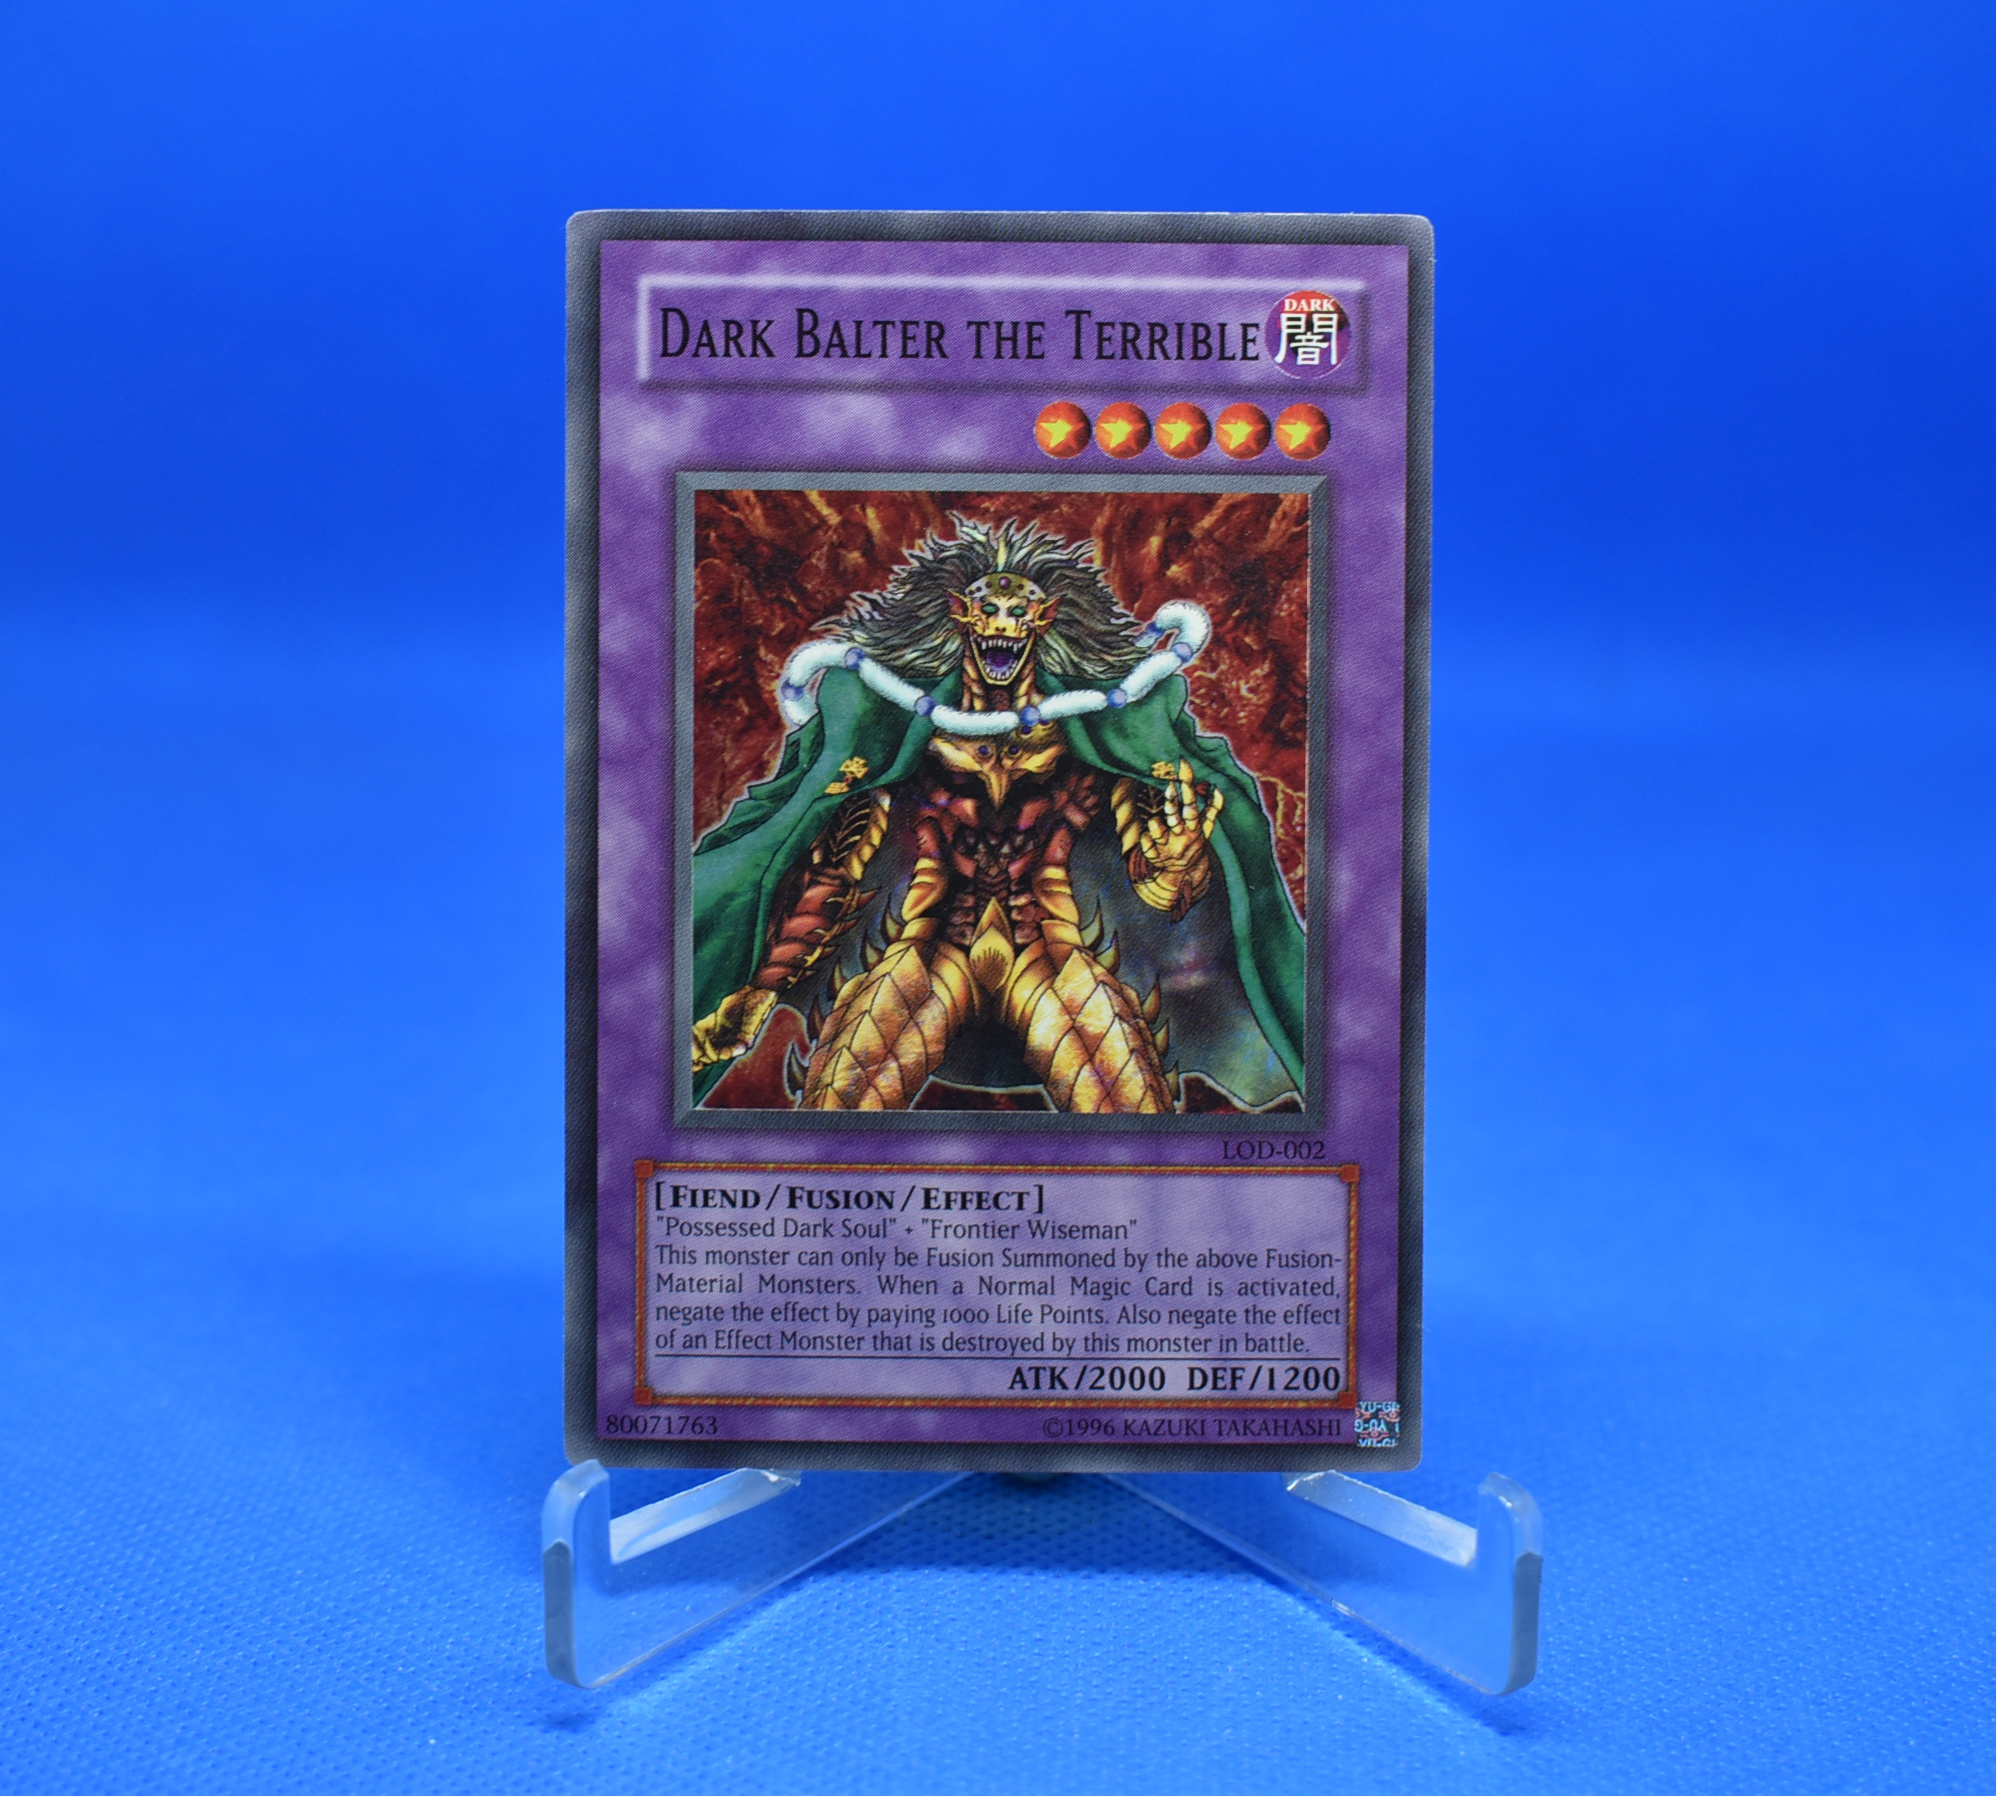 DARK BALTER THE TERRIBLE
DARK
闇
LOD-002
[FIEND/FUSION/EFFECT]
"Possessed Dark Soul" + "Frontier Wiseman"
This monster can only be Fusion Summoned by the above Fusion-
Material Monsters. When a Normal Magic Card is activated,
negate the effect by paying 1000 Life Points. Also negate the effect
of an Effect Monster that is destroyed by this monster in battle.
ATK/2000 DEF/1200
80071763
©1996 KAZUKI TAKAHASHI